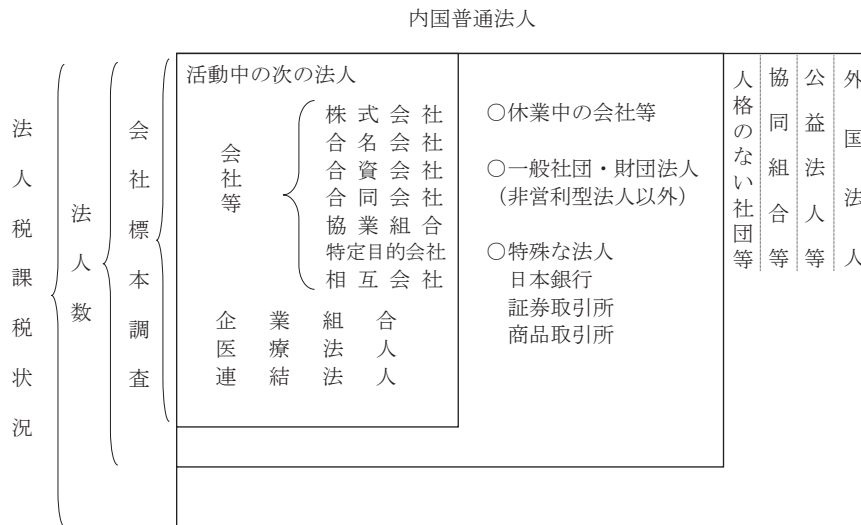 内国普通法人
法人税課税状況
法人数
会社標本調査
活動中の次の法人
会社等
株式会社
合名会社
合資会社
合同会社
協業組合
特定目的会社
相互会社
企業組合
医療法人
連結法人
○休業中の会社等
○一般社団・財団法人
（非営利型法人以外）
○特殊な法人
日本銀行
証券取引所
商品取引所
人格のない社団等
協同組合等
公益法人等
外国法人